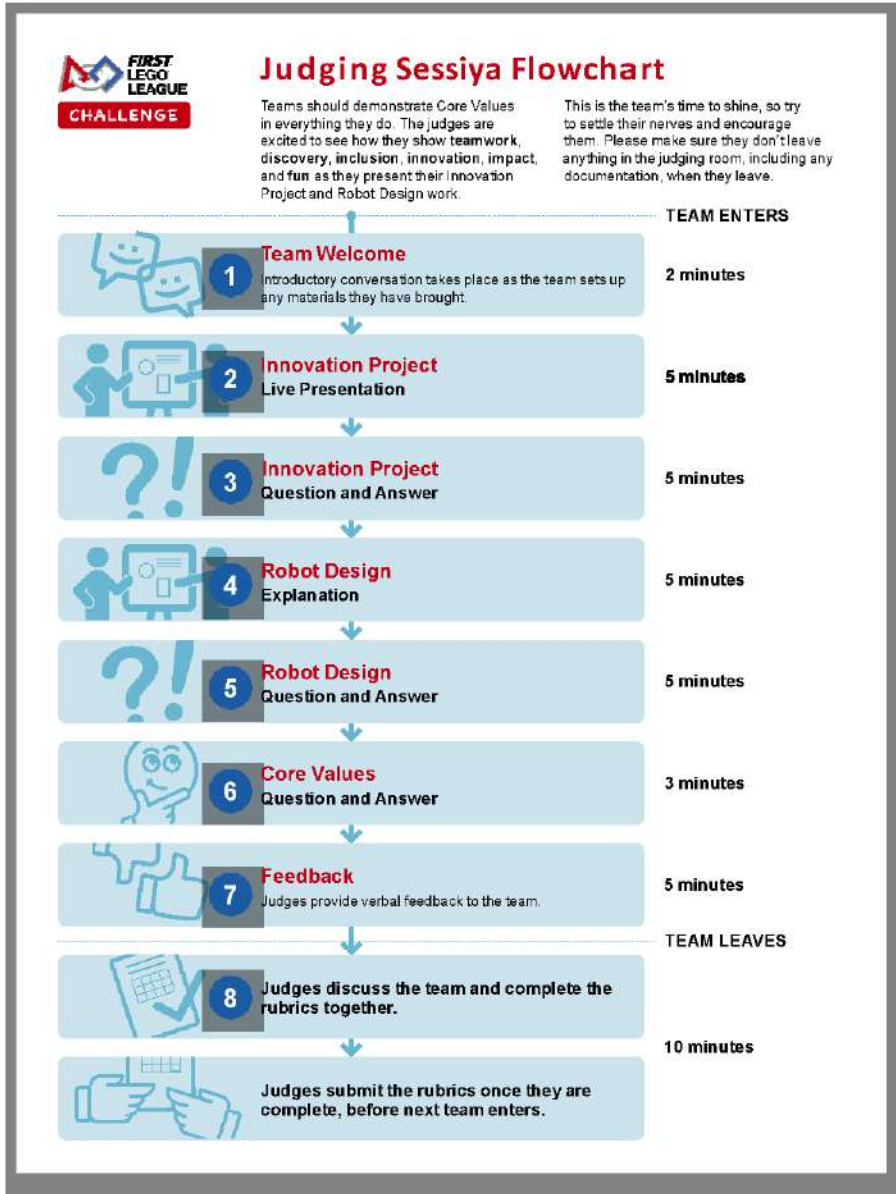 FIRST
LEGO
LEAGUE
CHALLENGE
Judging Sessiya Flowchart
Teams should demonstrate Core Values
in everything they do. The judges are
excited to see how they show teamwork,
discovery, inclusion, innovation, impact,
and fun as they present their Innovation
Project and Robot Design work.
This is the team's time to shine, so try
to settle their nerves and encourage
them. Please make sure they don't leave
anything in the judging room, including any
documentation, when they leave.
TEAM ENTERS
1
Team Welcome
Introductory conversation takes place as the team sets up
any materials they have brought.
2 minutes
2
Innovation Project
Live Presentation
5 minutes
3
Innovation Project
Question and Answer
5 minutes
4
Robot Design
Explanation
5 minutes
5
Robot Design
Question and Answer
5 minutes
6
Core Values
Question and Answer
3 minutes
7
Feedback
Judges provide verbal feedback to the team.
5 minutes
TEAM LEAVES
8
Judges discuss the team and complete the
rubrics together.
10 minutes
Judges submit the rubrics once they are
complete, before next team enters.